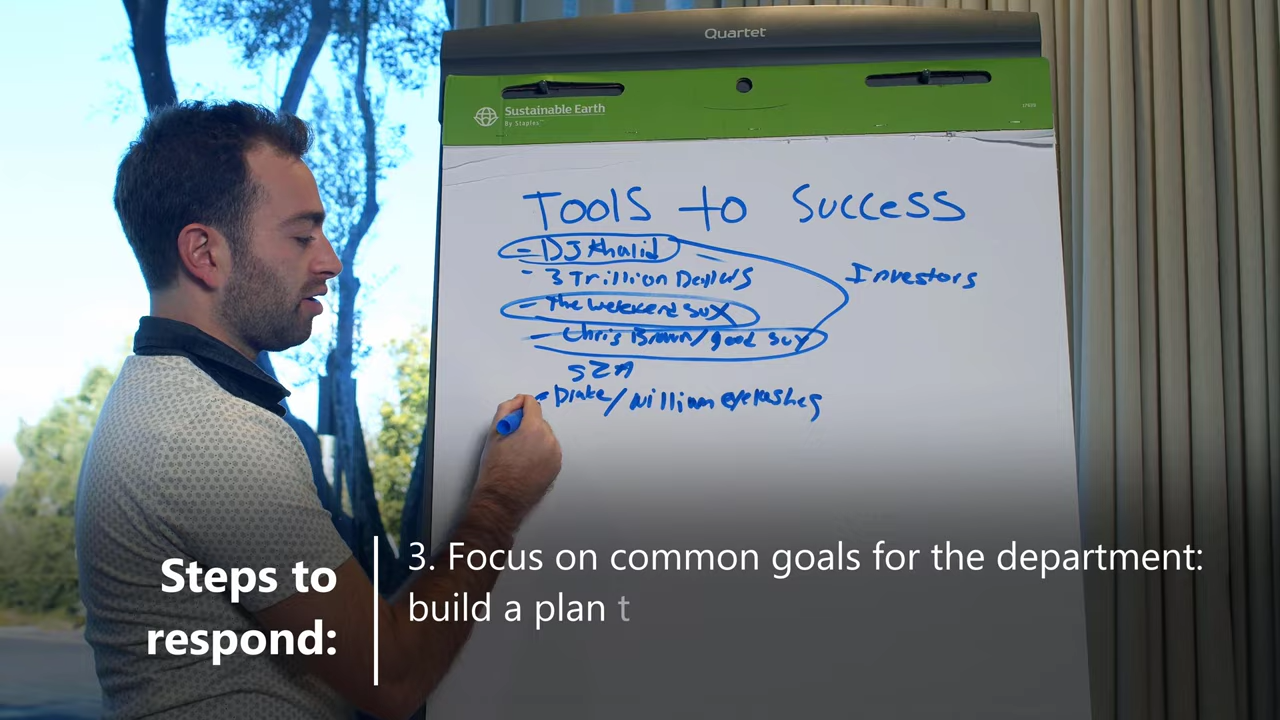 Quartet
Sustainable Earth
By Staples™
Tools to Success
- DJ Khalid
- 3 Trillion Dollars
Investors
- The Weekend sux
- Chris Brown/good guy
SZA
- Drake/ William eyelashes
Steps to
respond:
3. Focus on common goals for the department:
build a plan t